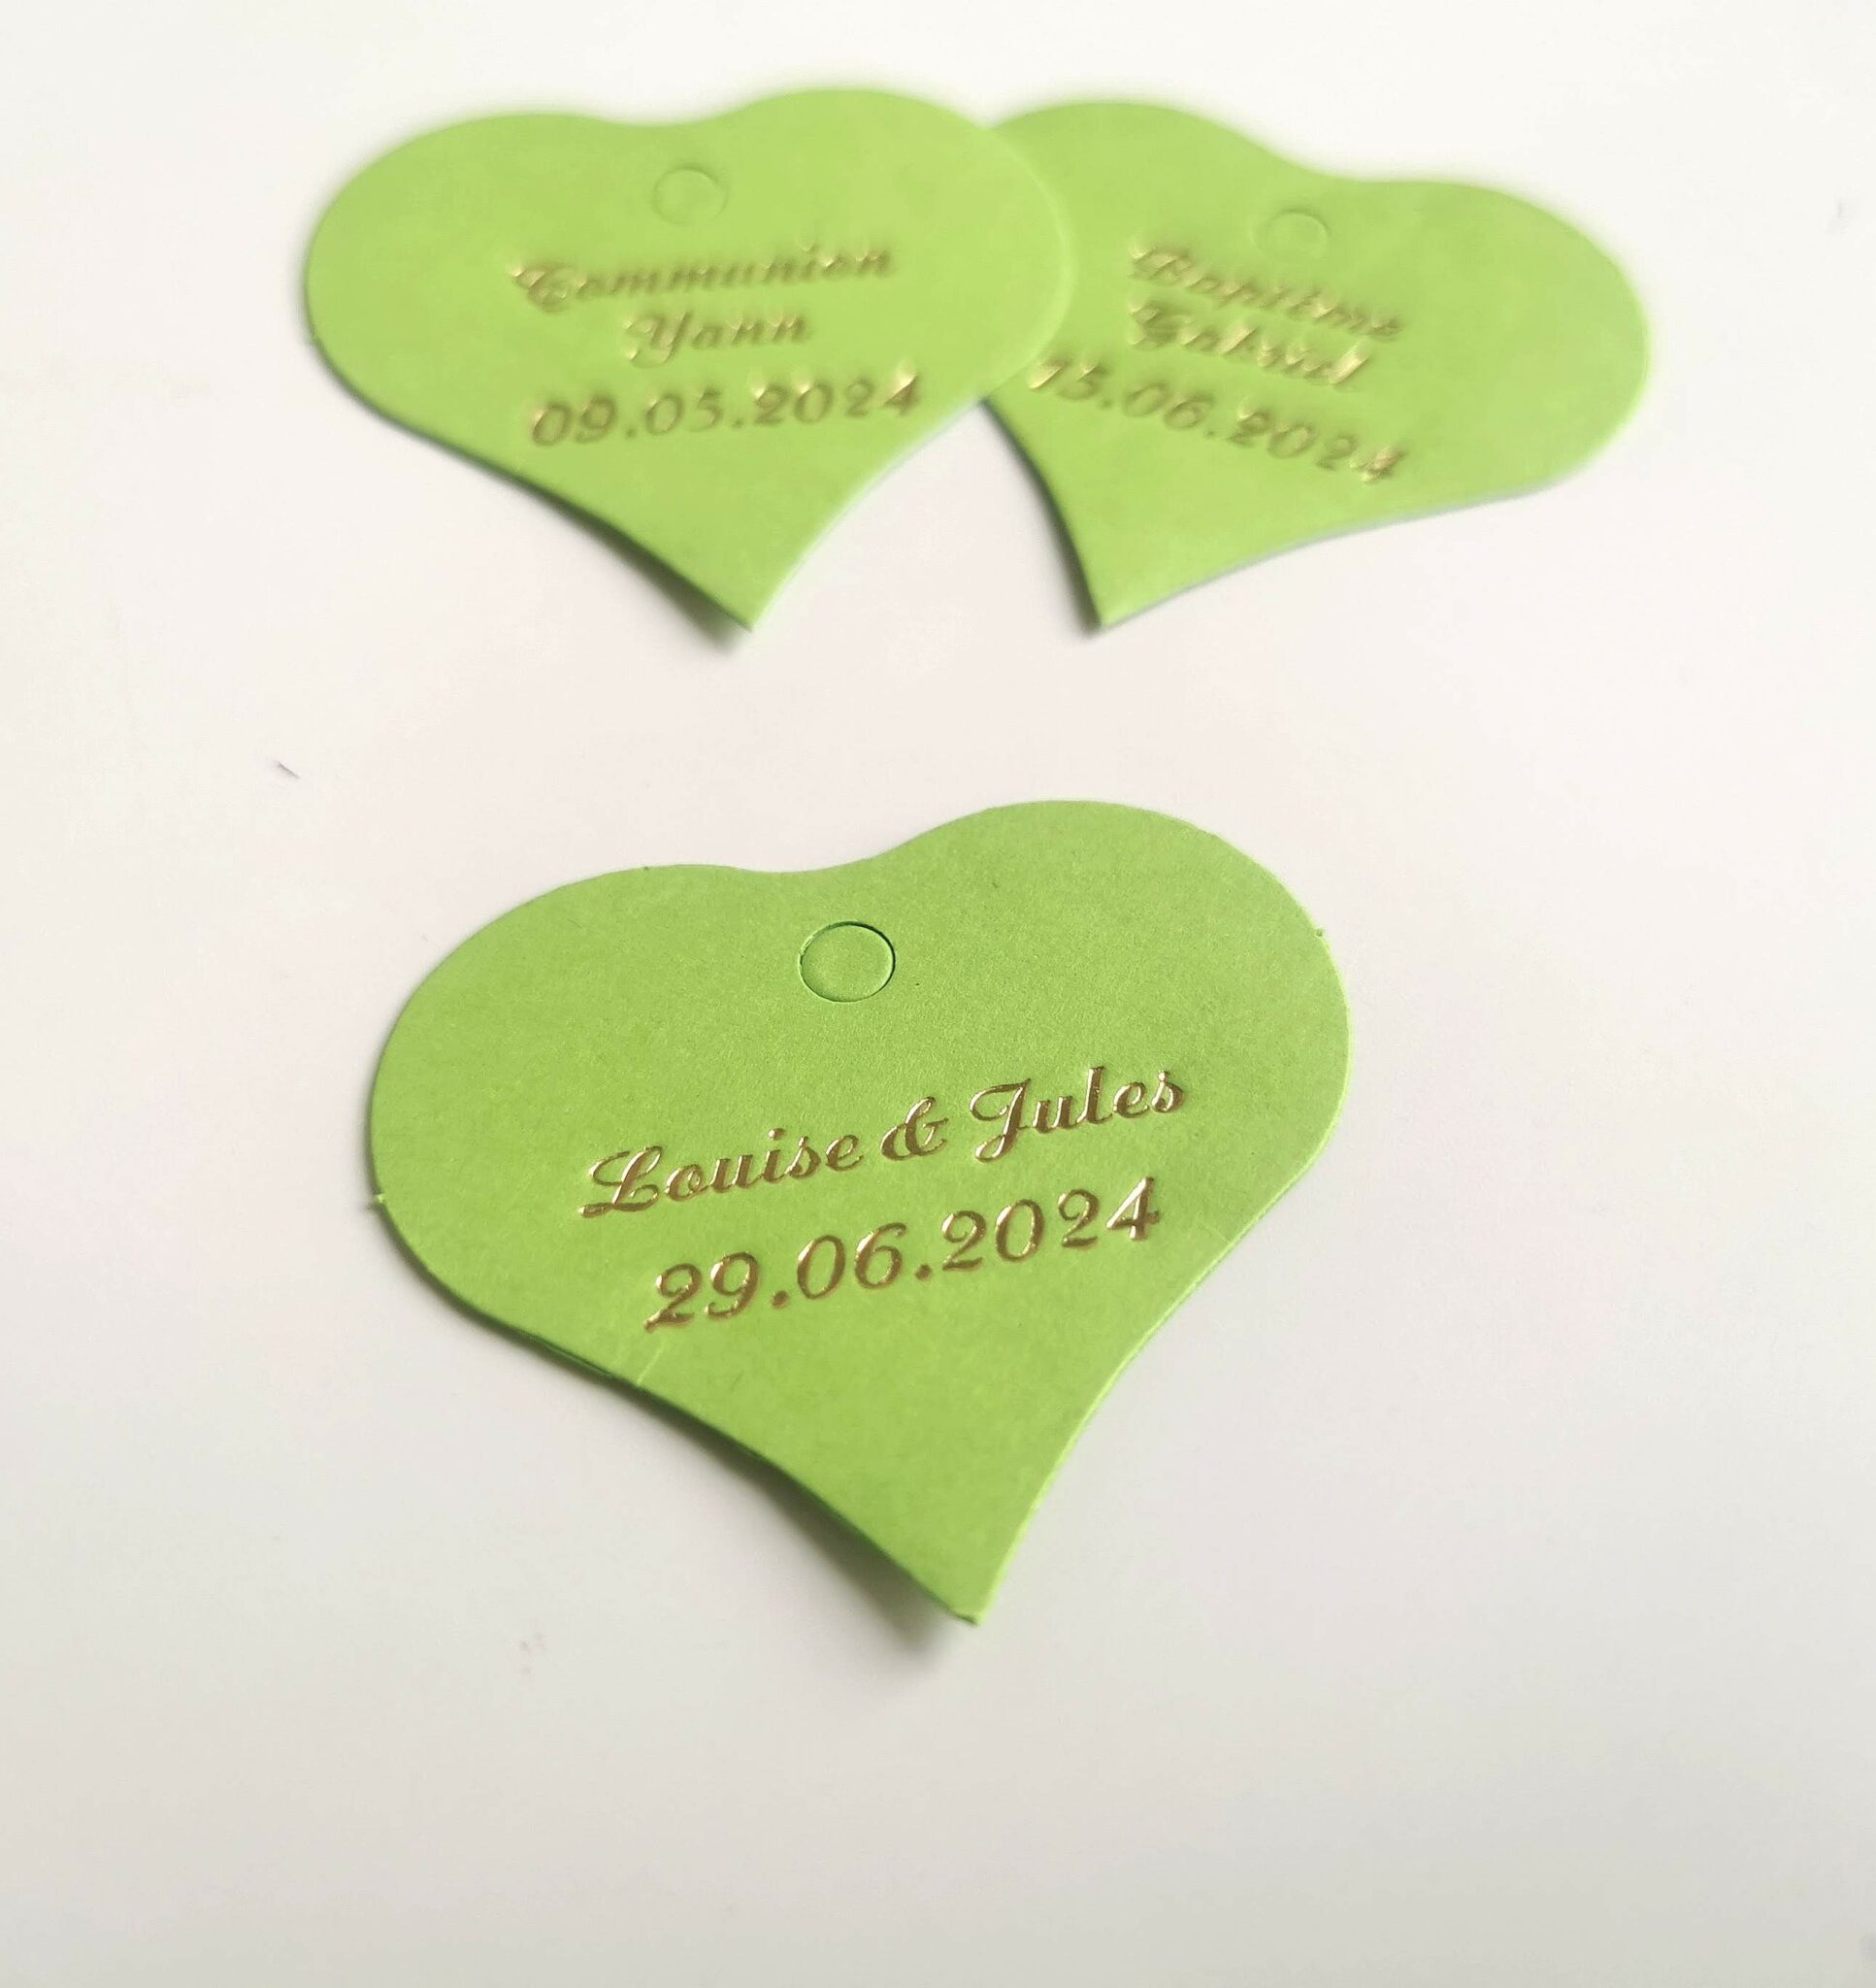 Communion
Yann
09.05.2024
Baptême
Gabriel
15.06.2024
Louise & Jules
29.06.2024